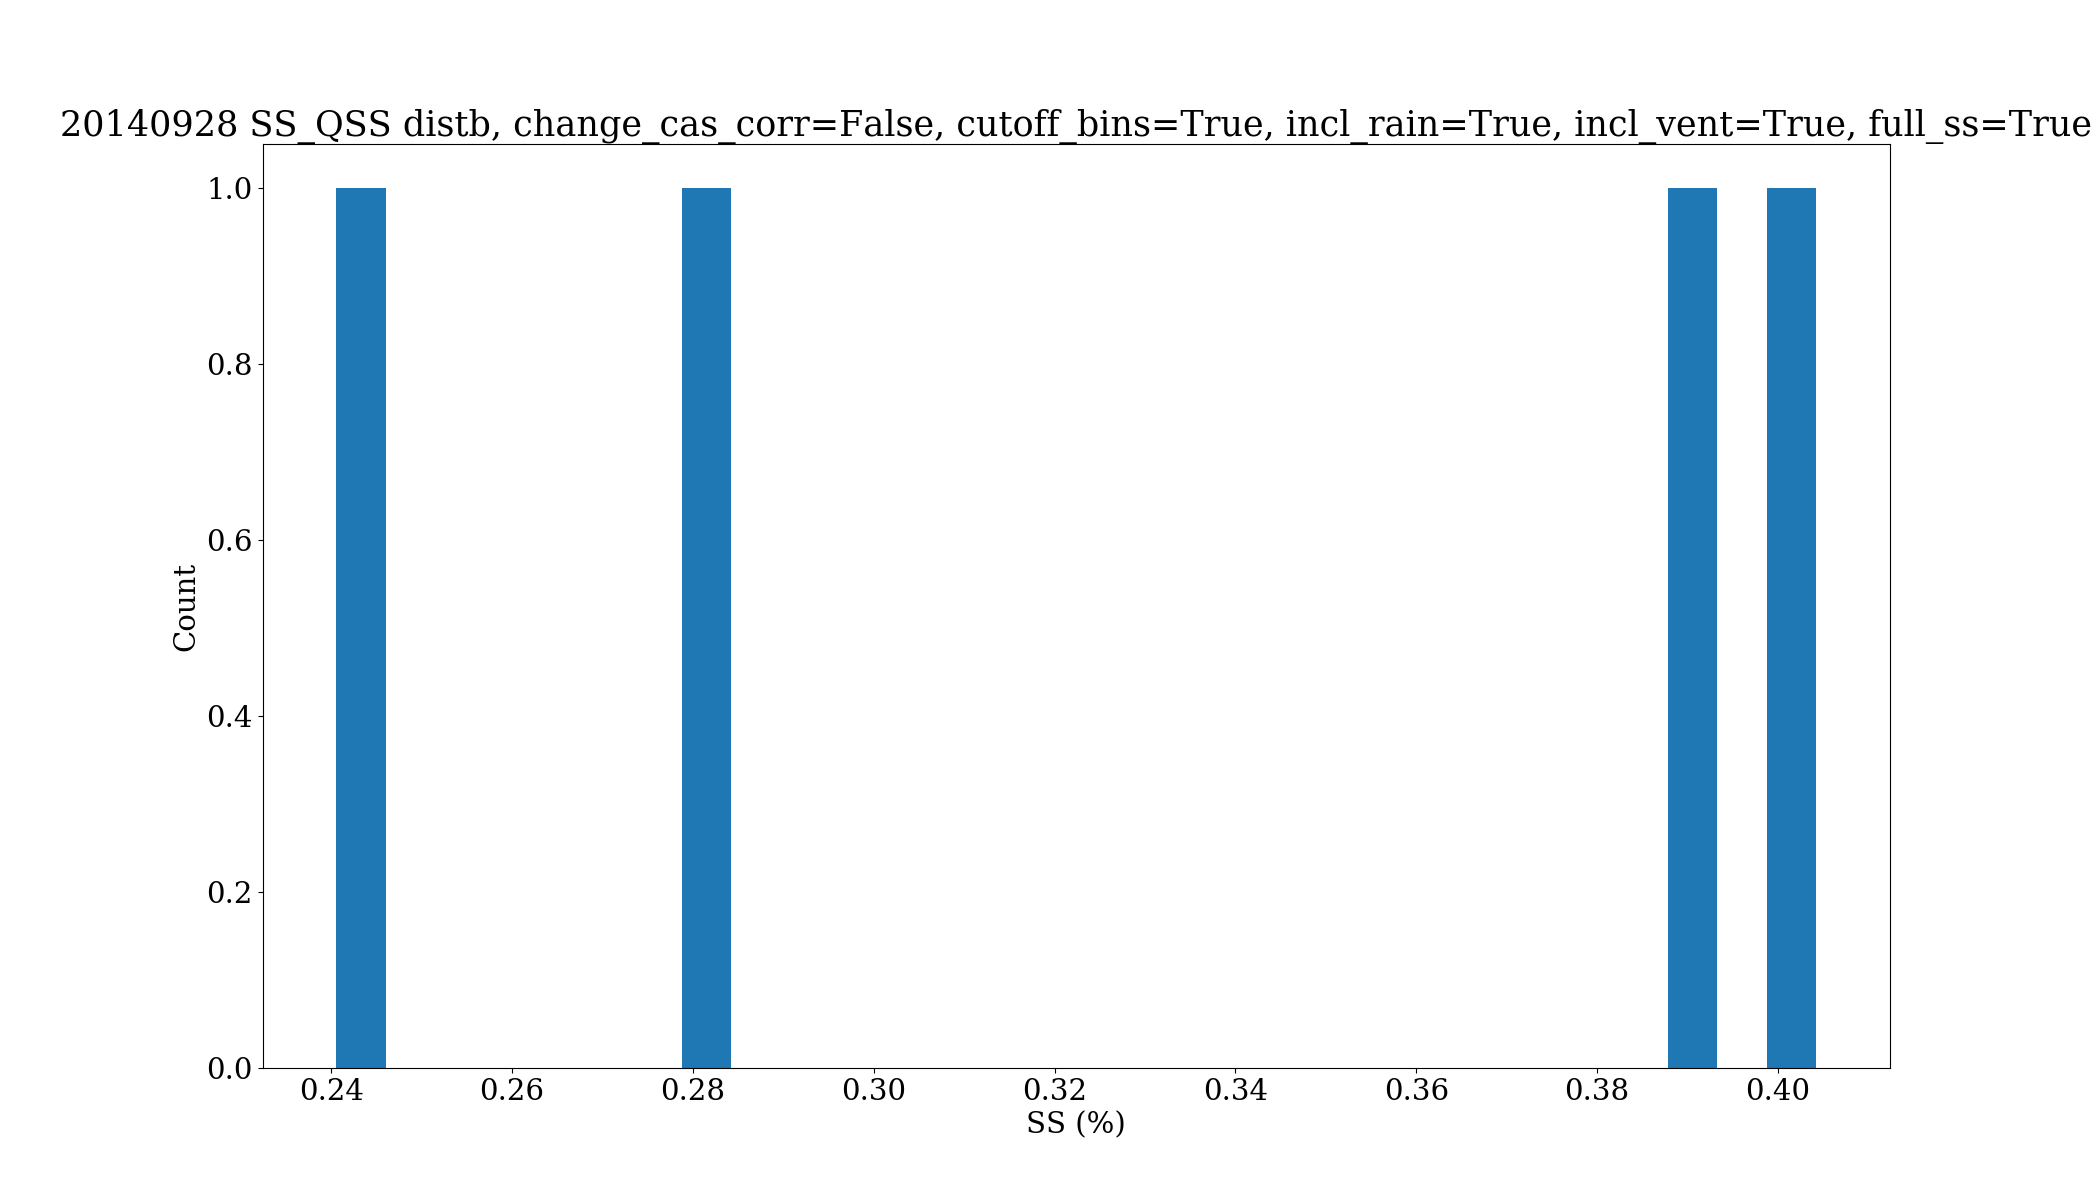 20140928 SS_QSS distb, change_cas_corr=False, cutoff_bins=True, incl_rain=True, incl_vent=True, full_ss=True
1.0
0.8
0.6
0.4
0.2
0.0
Count
0.24 0.26 0.28 0.30 0.32 0.34 0.36 0.38 0.40
SS (%)